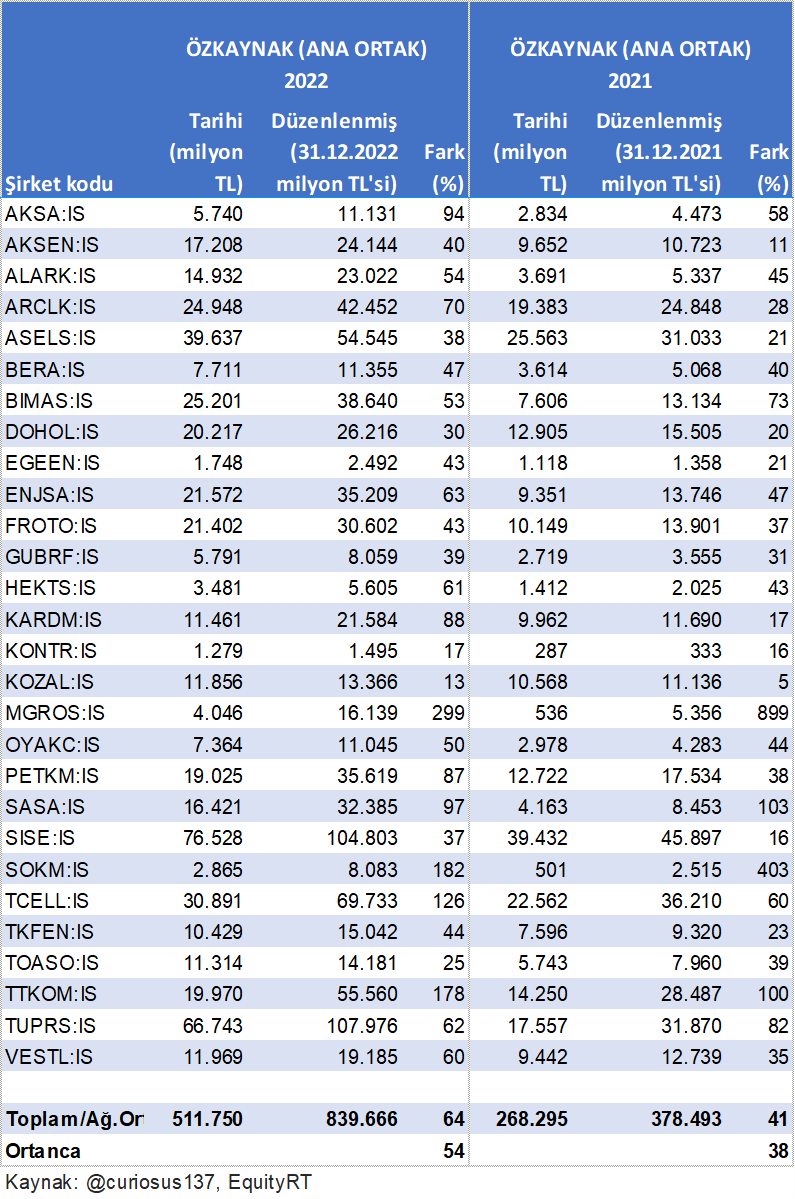 ÖZKAYNAK (ANA ORTAK) ÖZKAYNAK (ANA ORTAK)
2022 2021
Tarihi Düzenlenmiş Tarihi Düzenlenmiş
(milyon (31.12.2022 Fark (milyon (31.12.2021 Fark
Şirket kodu TL) milyon TL'si) (%) TL) milyon TL'si) (%)
AKSA:IS 5.740 11.131 94 2.834 4.473 58
AKSEN:IS 17.208 24.144 40 9.652 10.723 11
ALARK:IS 14.932 23.022 54 3.691 5.337 45
ARCLK:IS 24.948 42.452 70 19.383 24.848 28
ASELS:IS 39.637 54.545 38 25.563 31.033 21
BERA:IS 7.711 11.355 47 3.614 5.068 40
BIMAS:IS 25.201 38.640 53 7.606 13.134 73
DOHOL:IS 20.217 26.216 30 12.905 15.505 20
EGEEN:IS 1.748 2.492 43 1.118 1.358 21
ENJSA:IS 21.572 35.209 63 9.351 13.746 47
FROTO:IS 21.402 30.602 43 10.149 13.901 37
GUBRF:IS 5.791 8.059 39 2.719 3.555 31
HEKTS:IS 3.481 5.605 61 1.412 2.025 43
KARDM:IS 11.461 21.584 88 9.962 11.690 17
KONTR:IS 1.279 1.495 17 287 333 16
KOZAL:IS 11.856 13.366 13 10.568 11.136 5
MGROS:IS 4.046 16.139 299 536 5.356 899
OYAKC:IS 7.364 11.045 50 2.978 4.283 44
PETKM:IS 19.025 35.619 87 12.722 17.534 38
SASA:IS 16.421 32.385 97 4.163 8.453 103
SISE:IS 76.528 104.803 37 39.432 45.897 16
SOKM:IS 2.865 8.083 182 501 2.515 403
TCELL:IS 30.891 69.733 126 22.562 36.210 60
TKFEN:IS 10.429 15.042 44 7.596 9.320 23
TOASO:IS 11.314 14.181 25 5.743 7.960 39
TTKOM:IS 19.970 55.560 178 14.250 28.487 100
TUPRS:IS 66.743 107.976 62 17.557 31.870 82
VESTL:IS 11.969 19.185 60 9.442 12.739 35
Toplam/Ağ.Ort 511.750 839.666 64 268.295 378.493 41
Ortanca 54 38
Kaynak: @curiosus137, EquityRT